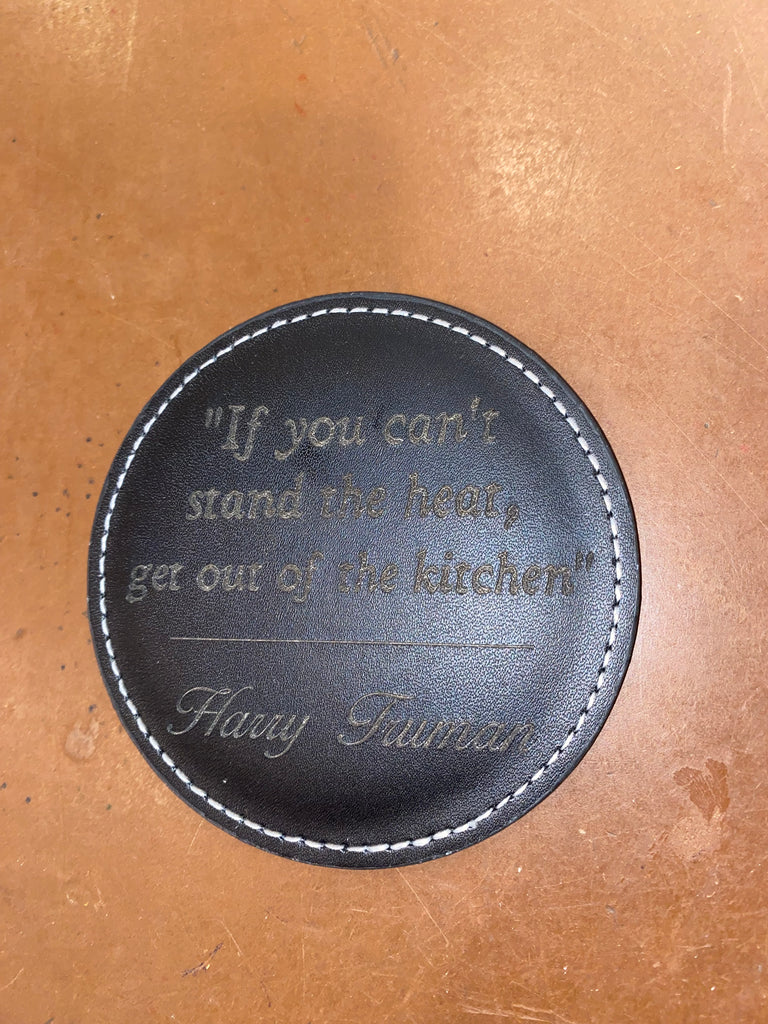 "If you can't
stand the heat,
get out of the kitchen"
Harry Truman